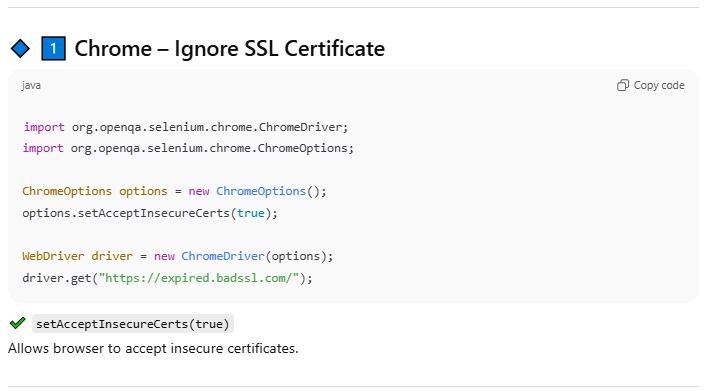 1 Chrome – Ignore SSL Certificate
java
Copy code
import org.openqa.selenium.chrome.ChromeDriver;
import org.openqa.selenium.chrome.ChromeOptions;
ChromeOptions options = new ChromeOptions();
options.setAcceptInsecureCerts(true);
WebDriver driver = new ChromeDriver(options);
driver.get("https://expired.badssl.com/");
setAcceptInsecureCerts(true)
Allows browser to accept insecure certificates.